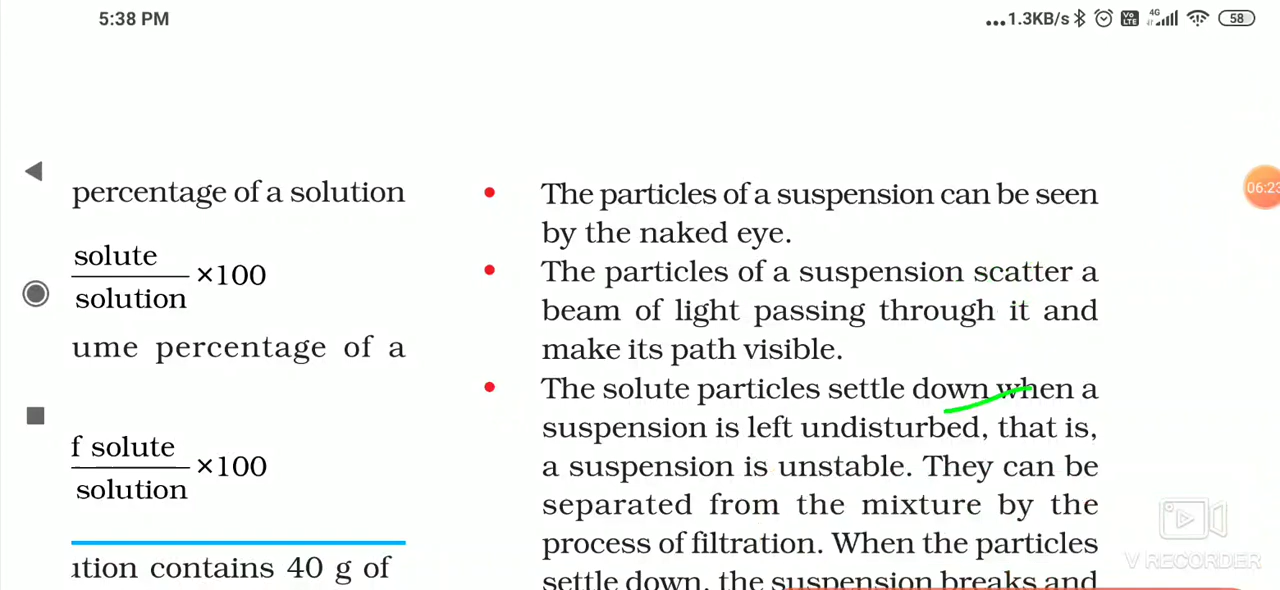 5:38 PM
...1.3KB/s 4G 58
percentage of a solution
solute
solution
×100
ume percentage of a
f solute
solution
×100
ution contains 40 g of
• The particles of a suspension can be seen
by the naked eye.
• The particles of a suspension scatter a
beam of light passing through it and
make its path visible.
• The solute particles settle down when a
suspension is left undisturbed, that is,
a suspension is unstable. They can be
separated from the mixture by the
process of filtration. When the particles
settle down, the suspension breaks and
06:23
V RECORDER